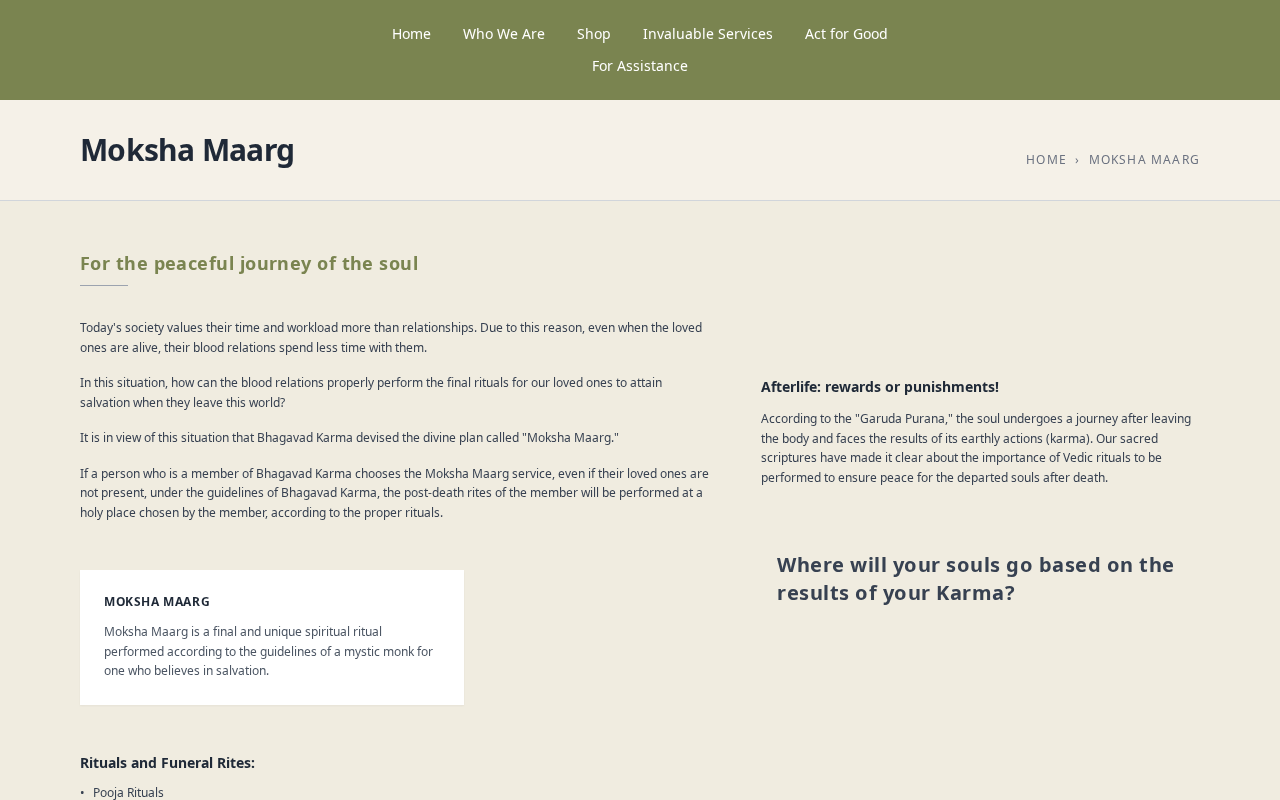 Home Who We Are Shop Invaluable Services Act for Good
For Assistance
Moksha Maarg
HOME › MOKSHA MAARG
For the peaceful journey of the soul
Today's society values their time and workload more than relationships. Due to this reason, even when the loved
ones are alive, their blood relations spend less time with them.
In this situation, how can the blood relations properly perform the final rituals for our loved ones to attain
salvation when they leave this world?
It is in view of this situation that Bhagavad Karma devised the divine plan called "Moksha Maarg."
If a person who is a member of Bhagavad Karma chooses the Moksha Maarg service, even if their loved ones are
not present, under the guidelines of Bhagavad Karma, the post-death rites of the member will be performed at a
holy place chosen by the member, according to the proper rituals.
MOKSHA MAARG
Moksha Maarg is a final and unique spiritual ritual
performed according to the guidelines of a mystic monk for
one who believes in salvation.
Rituals and Funeral Rites:
• Pooja Rituals
Afterlife: rewards or punishments!
According to the "Garuda Purana," the soul undergoes a journey after leaving
the body and faces the results of its earthly actions (karma). Our sacred
scriptures have made it clear about the importance of Vedic rituals to be
performed to ensure peace for the departed souls after death.
Where will your souls go based on the
results of your Karma?